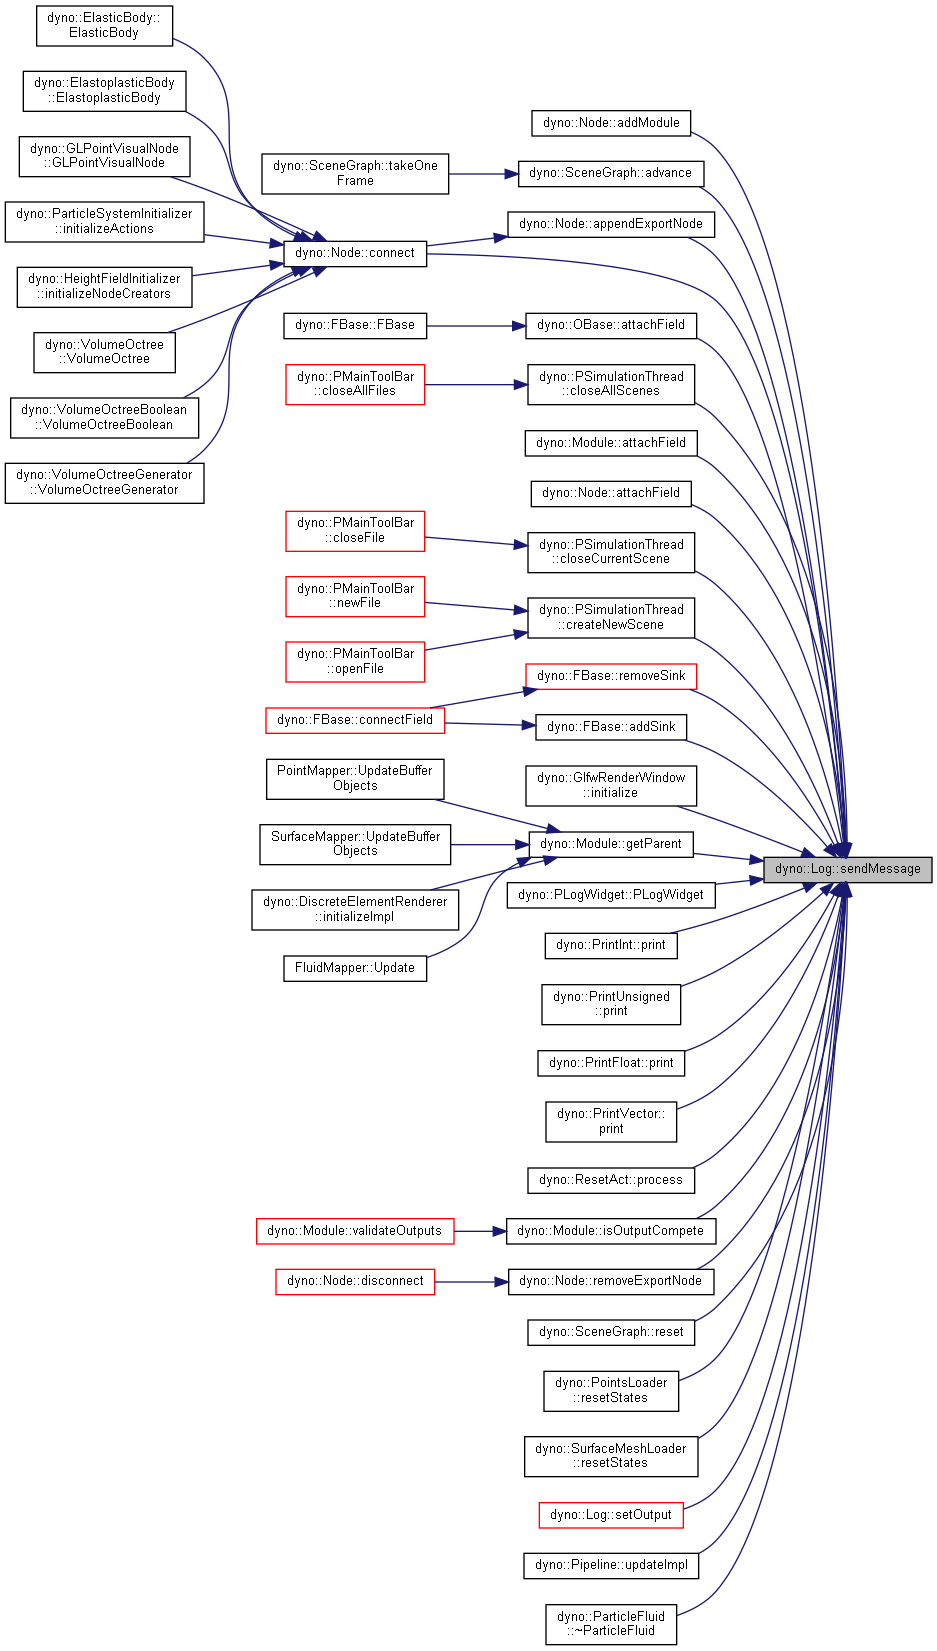 dyno::ElasticBody::
ElasticBody
dyno::ElastoplasticBody
::ElastoplasticBody
dyno::GLPointVisualNode
::GLPointVisualNode
dyno::ParticleSystemInitializer
::initializeActions
dyno::HeightFieldInitializer
::initializeNodeCreators
dyno::VolumeOctree
::VolumeOctree
dyno::VolumeOctreeBoolean
::VolumeOctreeBoolean
dyno::VolumeOctreeGenerator
::VolumeOctreeGenerator
dyno::SceneGraph::takeOne
Frame
dyno::Node::connect
dyno::FBase::FBase
dyno::PMainToolBar
::closeAllFiles
dyno::PMainToolBar
::closeFile
dyno::PMainToolBar
::newFile
dyno::PMainToolBar
::openFile
dyno::FBase::connectField
PointMapper::UpdateBuffer
Objects
SurfaceMapper::UpdateBuffer
Objects
dyno::DiscreteElementRenderer
::initializeImpl
FluidMapper::Update
dyno::Module::validateOutputs
dyno::Node::disconnect
dyno::Node::addModule
dyno::SceneGraph::advance
dyno::Node::appendExportNode
dyno::OBase::attachField
dyno::PSimulationThread
::closeAllScenes
dyno::Module::attachField
dyno::Node::attachField
dyno::PSimulationThread
::closeCurrentScene
dyno::PSimulationThread
::createNewScene
dyno::FBase::removeSink
dyno::FBase::addSink
dyno::GlfwRenderWindow
::initialize
dyno::Module::getParent
dyno::PLogWidget::PLogWidget
dyno::PrintInt::print
dyno::PrintUnsigned
::print
dyno::PrintFloat::print
dyno::PrintVector::
print
dyno::ResetAct::process
dyno::Module::isOutputCompete
dyno::Node::removeExportNode
dyno::SceneGraph::reset
dyno::PointsLoader
::resetStates
dyno::SurfaceMeshLoader
::resetStates
dyno::Log::setOutput
dyno::Pipeline::updateImpl
dyno::ParticleFluid
::~ParticleFluid
dyno::Log::sendMessage